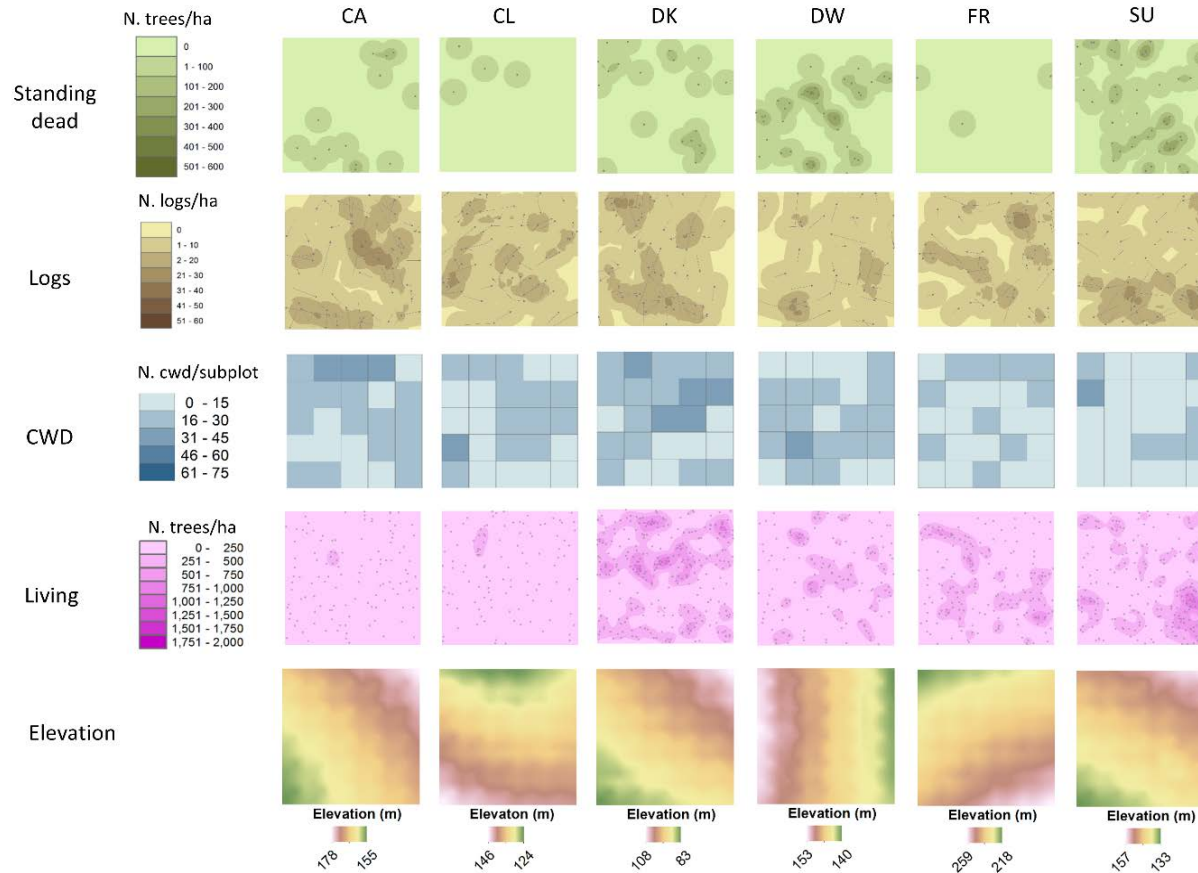 N. trees/ha CA CL DK DW FR SU
Standing dead
0
1 - 100
101 - 200
201 - 300
301 - 400
401 - 500
501 - 600
N. logs/ha
Logs
0
1 - 10
2 - 20
21 - 30
31 - 40
41 - 50
51 - 60
N. cwd/subplot
CWD
0 - 15
16 - 30
31 - 45
46 - 60
61 - 75
N. trees/ha
Living
0 - 250
251 - 500
501 - 750
751 - 1,000
1,001 - 1,250
1,251 - 1,500
1,501 - 1,750
1,751 - 2,000
Elevation
Elevation (m) Elevation (m) Elevation (m) Elevation (m) Elevation (m) Elevation (m)
178 155 146 124 108 83 153 140 259 218 157 133